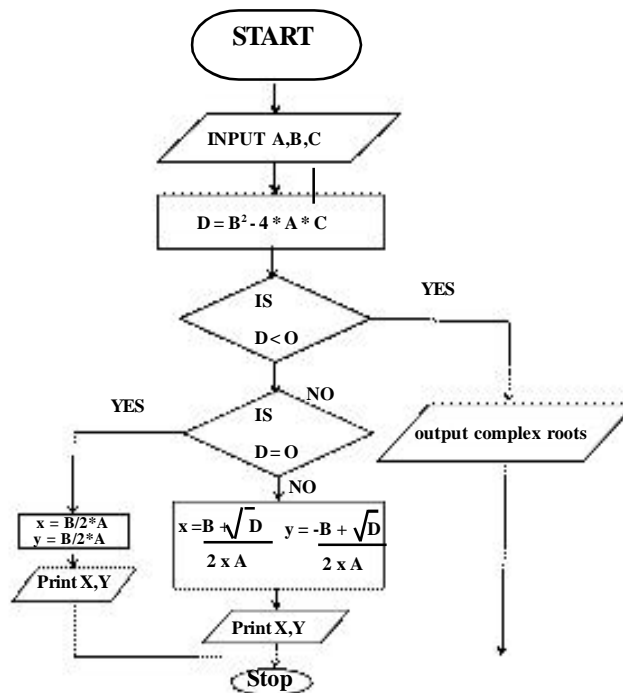 START
INPUT A,B,C
D = B² - 4 * A * C
IS
D < O
YES
NO
IS
D = O
YES
NO
output complex roots
x = B/2*A
y = B/2*A
Print X,Y
x = B + √D / 2 x A
y = -B + √D / 2 x A
Print X,Y
Stop